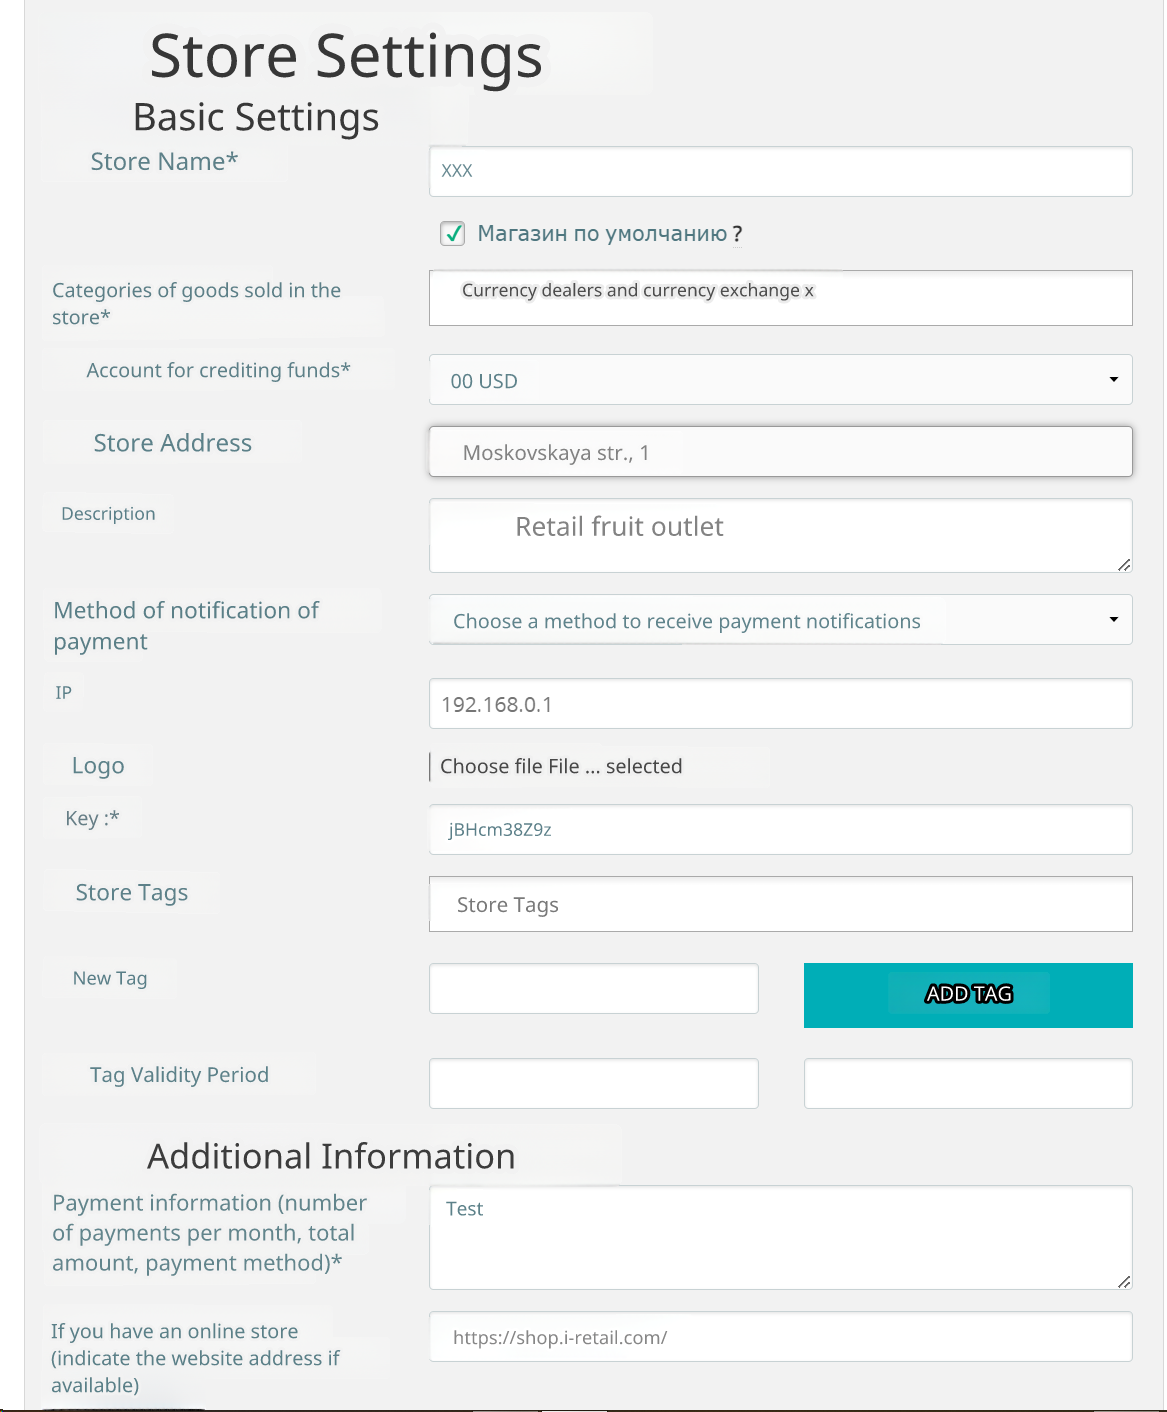 Store Settings
Basic Settings
Store Name*
XXX
Магазин по умолчанию ?
Categories of goods sold in the
store*
Currency dealers and currency exchange x
Account for crediting funds*
00 USD
Store Address
Moskovskaya str., 1
Description
Retail fruit outlet
Method of notification of
payment
Choose a method to receive payment notifications
IP
192.168.0.1
Logo
Choose file File ... selected
Key :*
jBHcm38Z9z
Store Tags
Store Tags
New Tag
ADD TAG
Tag Validity Period
Additional Information
Payment information (number
of payments per month, total
amount, payment method)*
Test
If you have an online store
(indicate the website address if
available)
https://shop.i-retail.com/